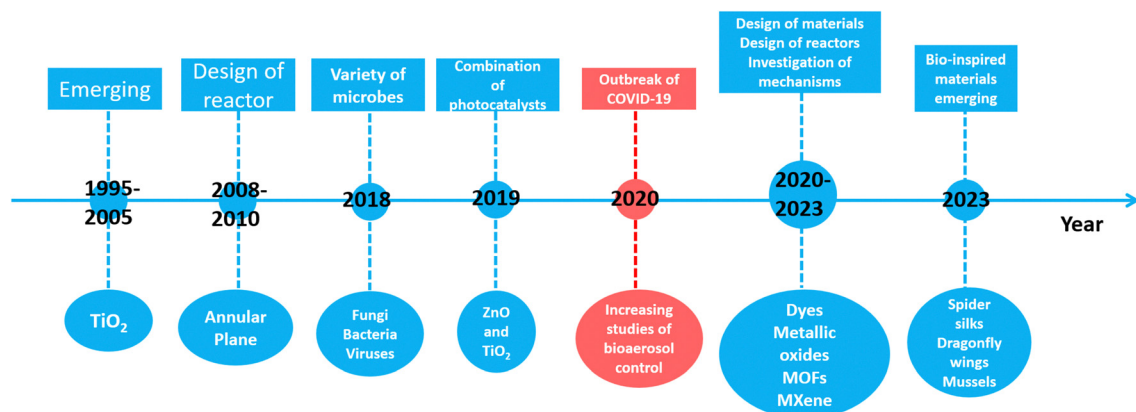 Emerging
Design of
reactor
Variety of
microbes
Combination
of
photocatalysts
Outbreak of
COVID-19
Design of materials
Design of reactors
Investigation of
mechanisms
Bio-inspired
materials
emerging
1995-
2005
2008-
2010
2018
2019
2020
2020-
2023
2023
Year
TiO₂
Annular
Plane
Fungi
Bacteria
Viruses
ZnO
and
TiO₂
Increasing
studies of
bioaerosol
control
Dyes
Metallic
oxides
MOFs
MXene
Spider
silks
Dragonfly
wings
Mussels